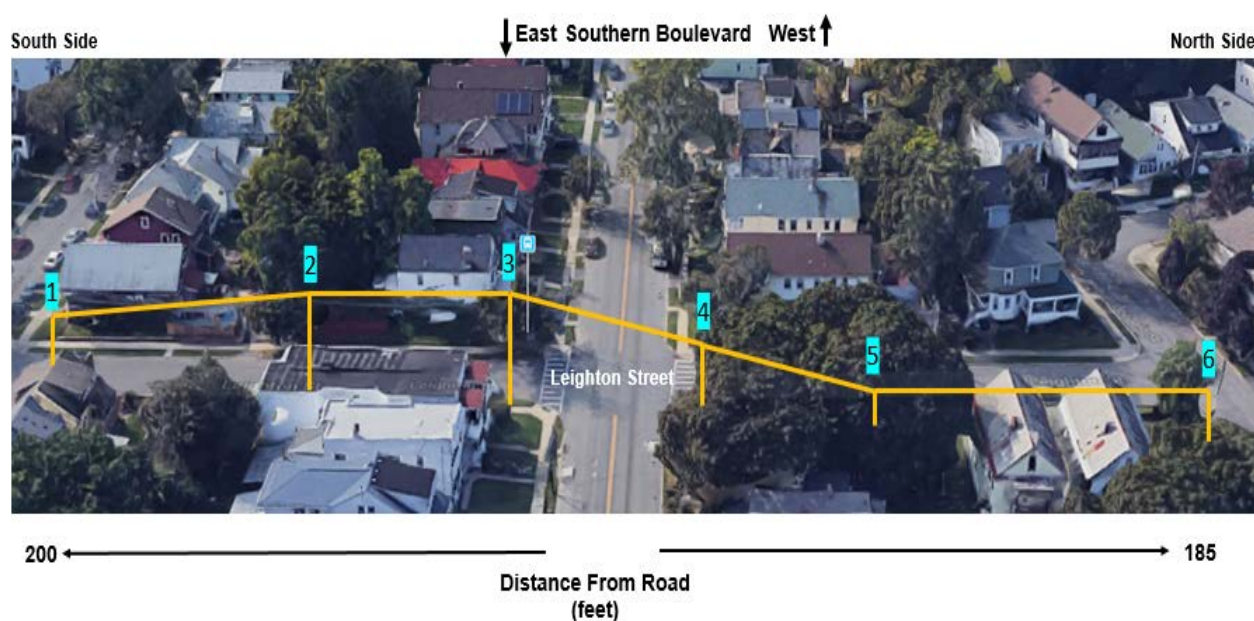 East Southern Boulevard West
South Side
North Side
1
2
3
4
5
6
Leighton Street
200
185
Distance From Road
(feet)